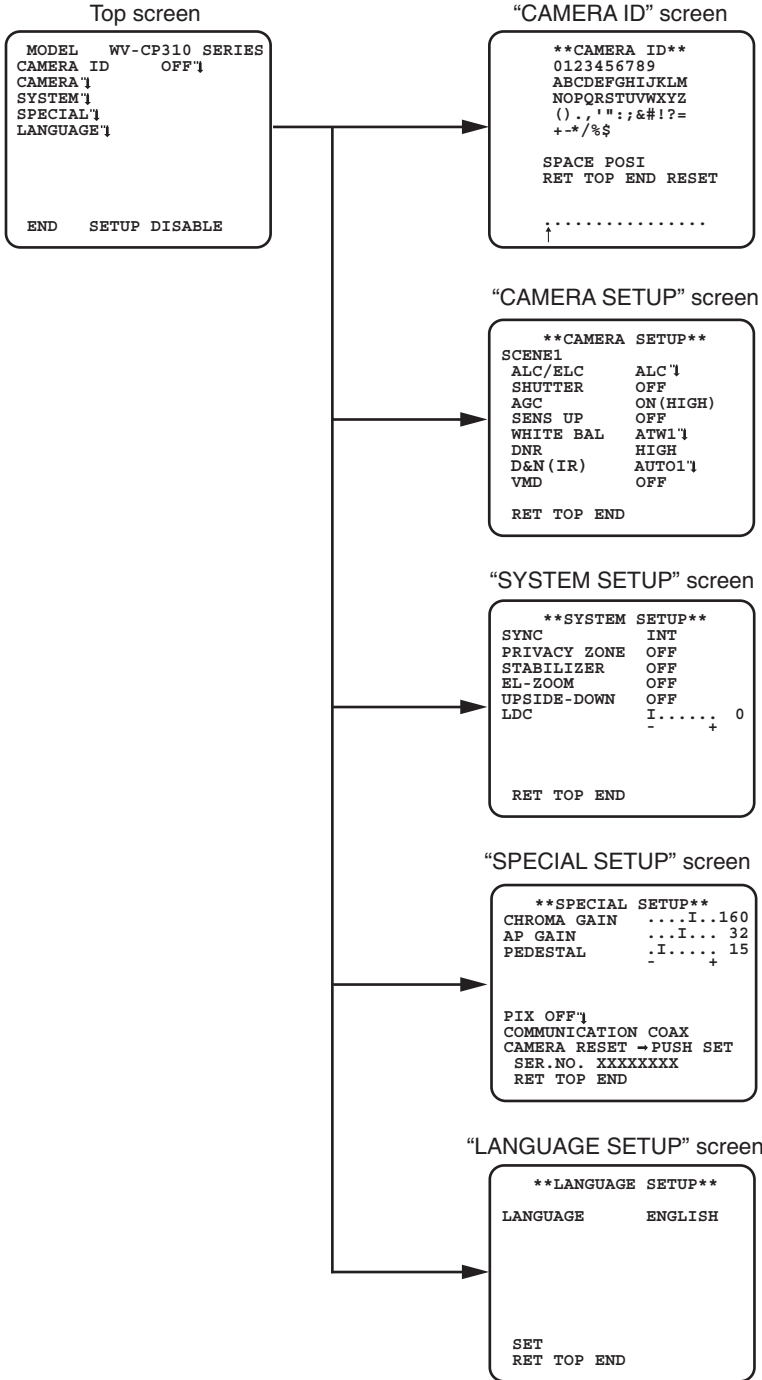 Top screen
MODEL WV-CP310 SERIES
CAMERA ID OFF
CAMERA
SYSTEM
SPECIAL
LANGUAGE
END SETUP DISABLE
“CAMERA ID” screen
**CAMERA ID**
0123456789
ABCDEFGHIJKLM
NOPQRSTUVWXYZ
().,'":;&#!?=
+-*/%$
SPACE POSI
RET TOP END RESET
................
↑
“CAMERA SETUP” screen
**CAMERA SETUP**
SCENE1
ALC/ELC ALC
SHUTTER OFF
AGC ON(HIGH)
SENS UP OFF
WHITE BAL ATW1
DNR HIGH
D&N(IR) AUTO1
VMD OFF
RET TOP END
“SYSTEM SETUP” screen
**SYSTEM SETUP**
SYNC INT
PRIVACY ZONE OFF
STABILIZER OFF
EL-ZOOM OFF
UPSIDE-DOWN OFF
LDC I...... 0
- +
RET TOP END
“SPECIAL SETUP” screen
**SPECIAL SETUP**
CHROMA GAIN ....I..160
AP GAIN ...I... 32
PEDESTAL .I..... 15
- +
PIX OFF
COMMUNICATION COAX
CAMERA RESET →PUSH SET
SER.NO. XXXXXXXX
RET TOP END
“LANGUAGE SETUP” screen
**LANGUAGE SETUP**
LANGUAGE ENGLISH
SET
RET TOP END